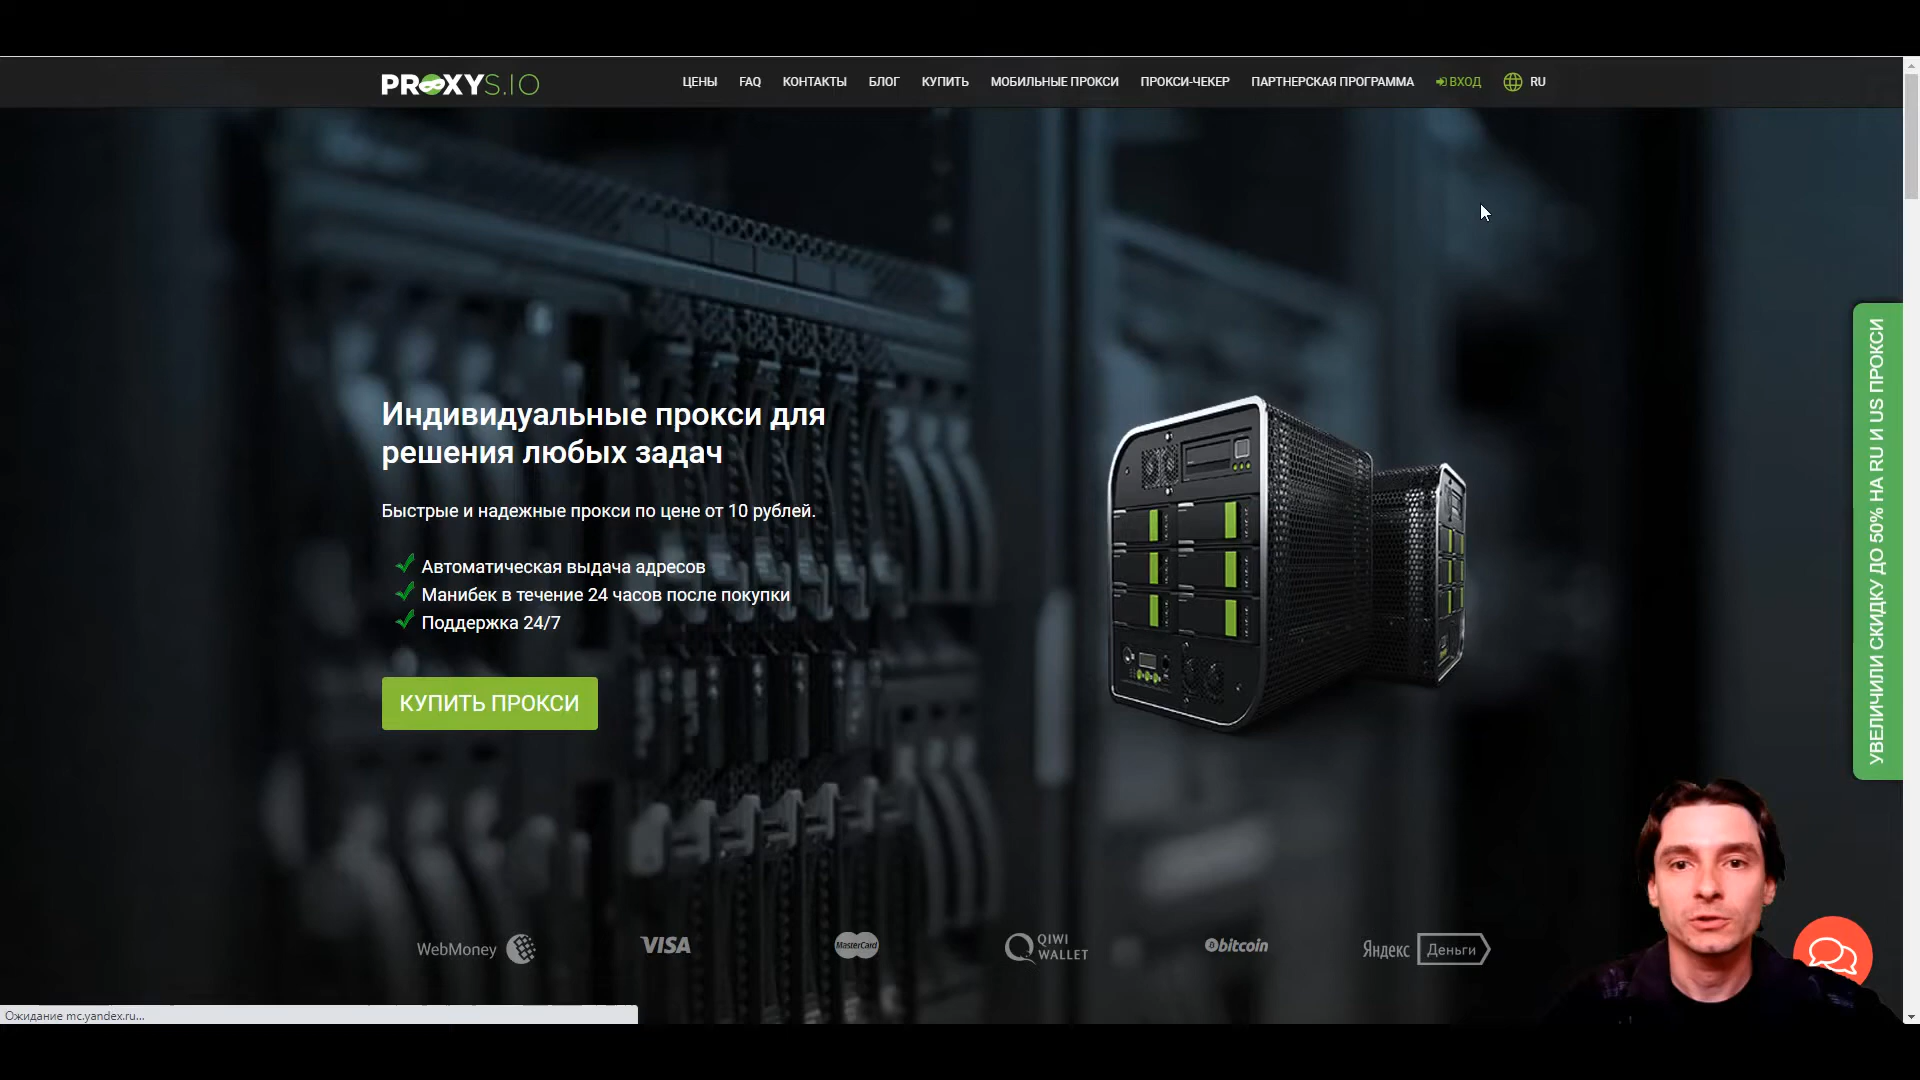 PROXYS.IO
ЦЕНЫ FAQ КОНТАКТЫ БЛОГ КУПИТЬ МОБИЛЬНЫЕ ПРОКСИ ПРОКСИ-ЧЕКЕР ПАРТНЕРСКАЯ ПРОГРАММА ВХОД RU
Индивидуальные прокси для
решения любых задач
Быстрые и надежные прокси по цене от 10 рублей.
Автоматическая выдача адресов
Манибек в течение 24 часов после покупки
Поддержка 24/7
КУПИТЬ ПРОКСИ
УВЕЛИЧИЛИ СКИДКУ ДО 50% НА RU И US ПРОКСИ
WebMoney
VISA
MasterCard
QIWI
WALLET
bitcoin
Яндекс Деньги
Ожидание mc.yandex.ru...